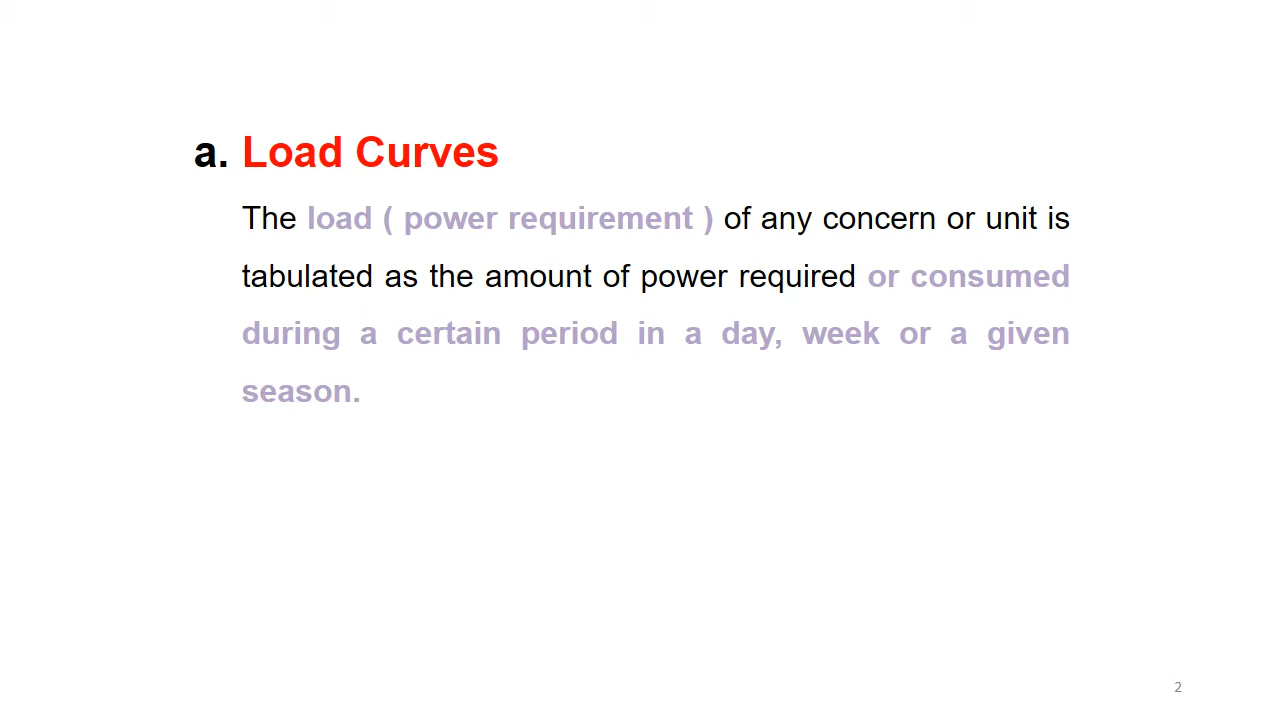 a. Load Curves
The load ( power requirement ) of any concern or unit is
tabulated as the amount of power required or consumed
during a certain period in a day, week or a given
season.
2